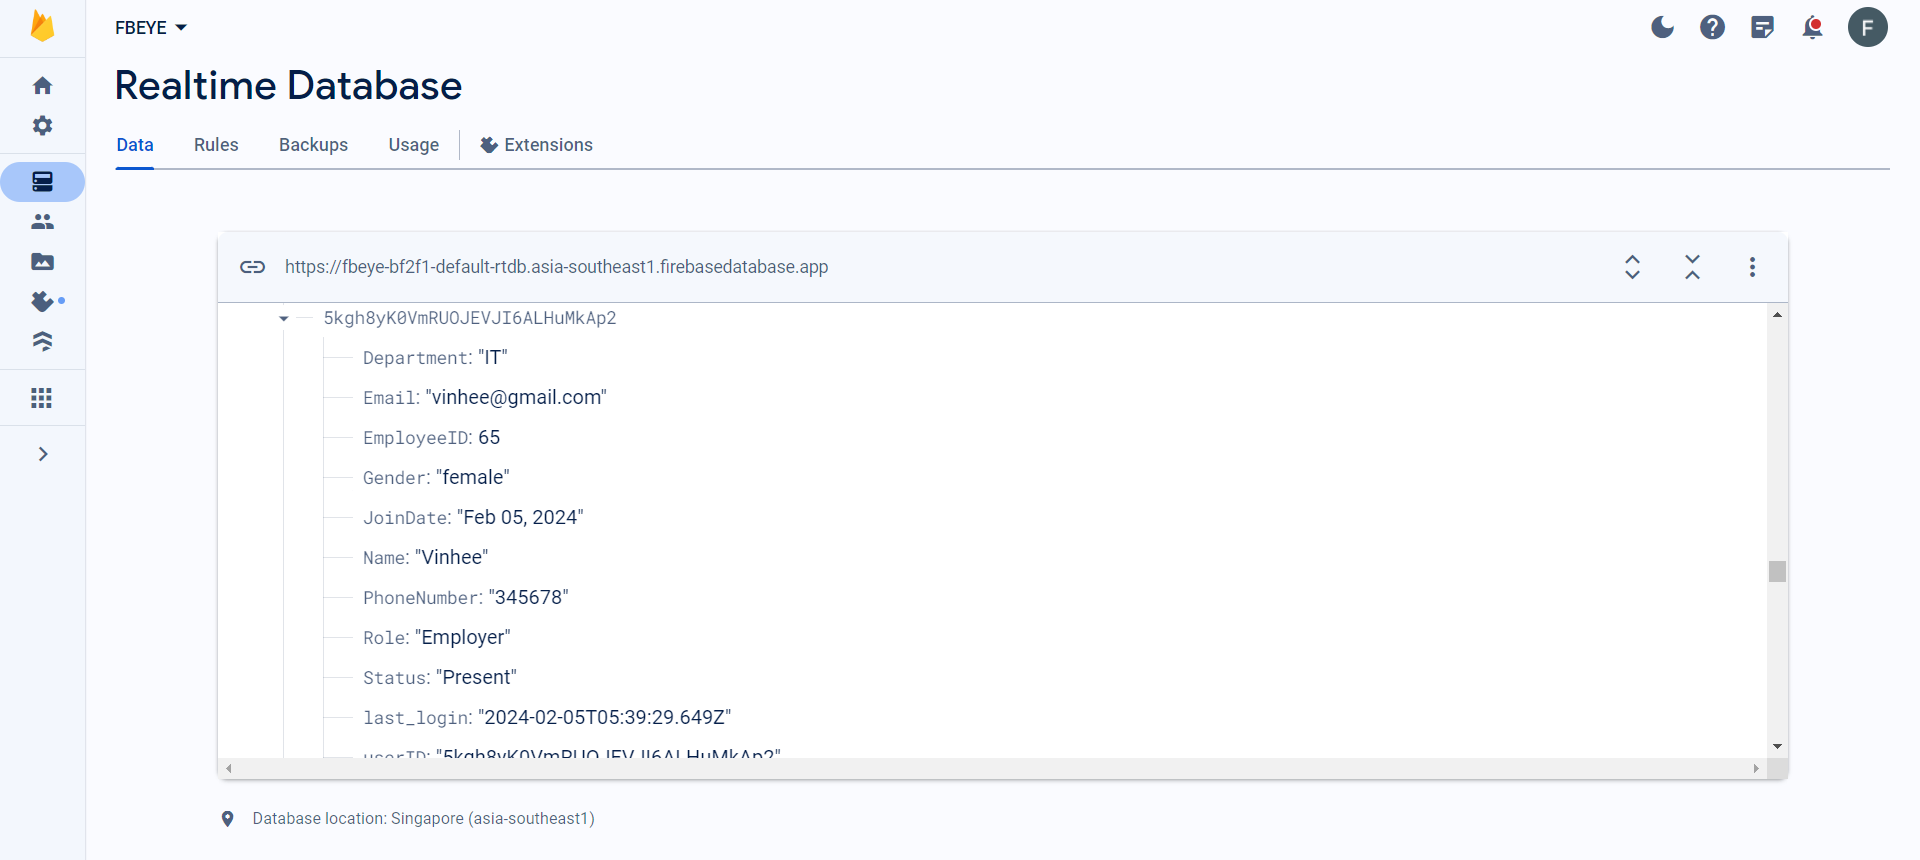 FBEYE
F
Realtime Database
Data Rules Backups Usage Extensions
https://fbeye-bf2f1-default-rtdb.asia-southeast1.firebasedatabase.app
5kgh8yK0VmRUOJEVJI6ALHuMkAp2
Department: "IT"
Email: "vinhee@gmail.com"
EmployeeID: 65
Gender: "female"
JoinDate: "Feb 05, 2024"
Name: "Vinhee"
PhoneNumber: "345678"
Role: "Employer"
Status: "Present"
last_login: "2024-02-05T05:39:29.649Z"
userID: "5kgh8yK0VmRUOJEVJI6ALHuMkAp2"
Database location: Singapore (asia-southeast1)